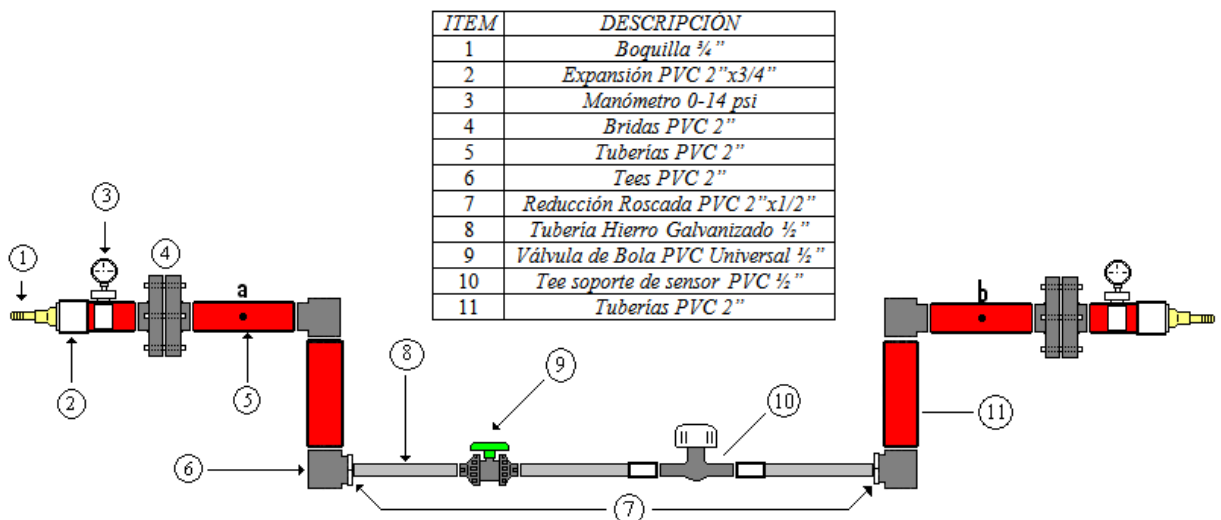 ITEM DESCRIPCIÓN
1 Boquilla ¾”
2 Expansión PVC 2”x3/4”
3 Manómetro 0-14 psi
4 Bridas PVC 2”
5 Tuberías PVC 2”
6 Tees PVC 2”
7 Reducción Roscada PVC 2”x1/2”
8 Tubería Hierro Galvanizado ½”
9 Válvula de Bola PVC Universal ½”
10 Tee soporte de sensor PVC ½”
11 Tuberías PVC 2”
3
4
1
a
b
8
9
10
2
5
11
6
7